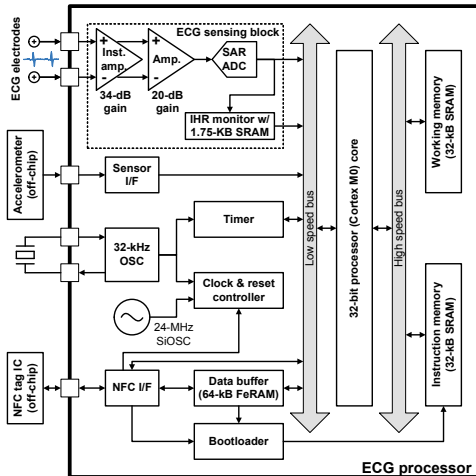 ECG electrodes
ECG sensing block
Inst.
amp.
Amp.
SAR
ADC
34-dB
gain
20-dB
gain
IHR monitor w/
1.75-KB SRAM
Accelerometer
(off-chip)
Sensor
I/F
32-kHz
OSC
Timer
Clock & reset
controller
24-MHz
SiOSC
NFC tag IC
(off-chip)
NFC I/F
Data buffer
(64-kB FeRAM)
Bootloader
Low speed bus
32-bit processor (Cortex M0) core
High speed bus
Working memory
(32-kB SRAM)
Instruction memory
(32-kB SRAM)
ECG processor